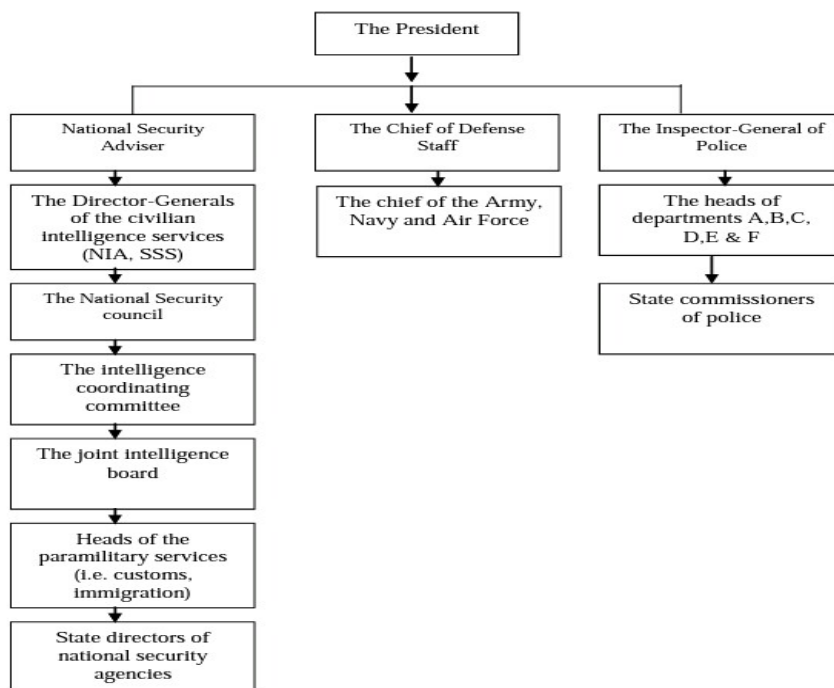 The President
National Security
Adviser
The Chief of Defense
Staff
The Inspector-General of
Police
The Director-Generals
of the civilian
intelligence services
(NIA, SSS)
The chief of the Army,
Navy and Air Force
The heads of
departments A,B,C,
D,E & F
The National Security
council
State commissioners
of police
The intelligence
coordinating
committee
The joint intelligence
board
Heads of the
paramilitary services
(i.e. customs,
immigration)
State directors of
national security
agencies